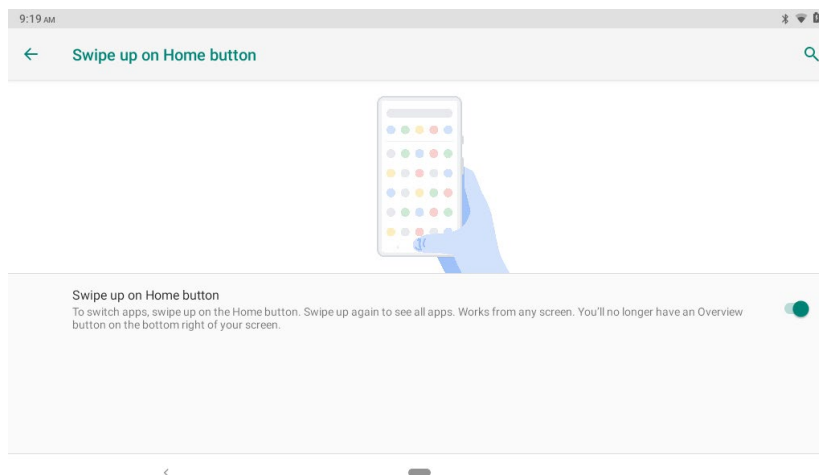 9:19 AM
Swipe up on Home button
Swipe up on Home button
To switch apps, swipe up on the Home button. Swipe up again to see all apps. Works from any screen. You'll no longer have an Overview
button on the bottom right of your screen.